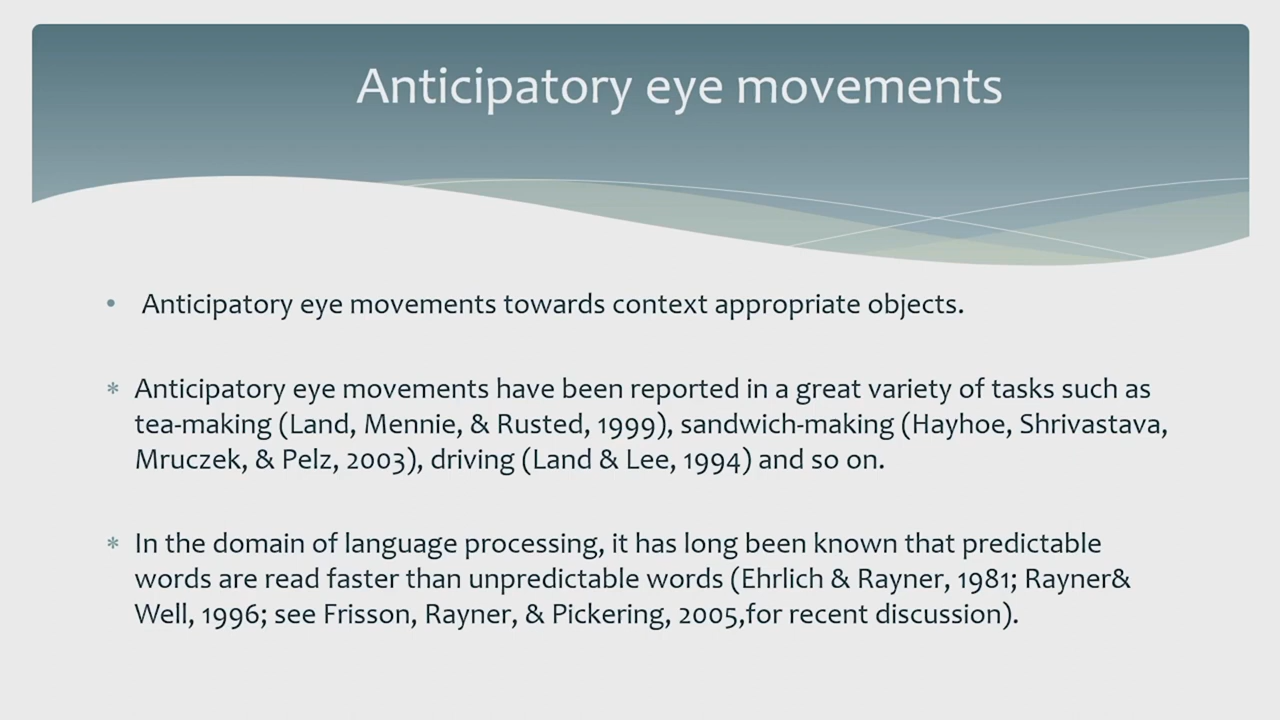 Anticipatory eye movements
• Anticipatory eye movements towards context appropriate objects.
* Anticipatory eye movements have been reported in a great variety of tasks such as
tea-making (Land, Mennie, & Rusted, 1999), sandwich-making (Hayhoe, Shrivastava,
Mruczek, & Pelz, 2003), driving (Land & Lee, 1994) and so on.
* In the domain of language processing, it has long been known that predictable
words are read faster than unpredictable words (Ehrlich & Rayner, 1981; Rayner&
Well, 1996; see Frisson, Rayner, & Pickering, 2005,for recent discussion).